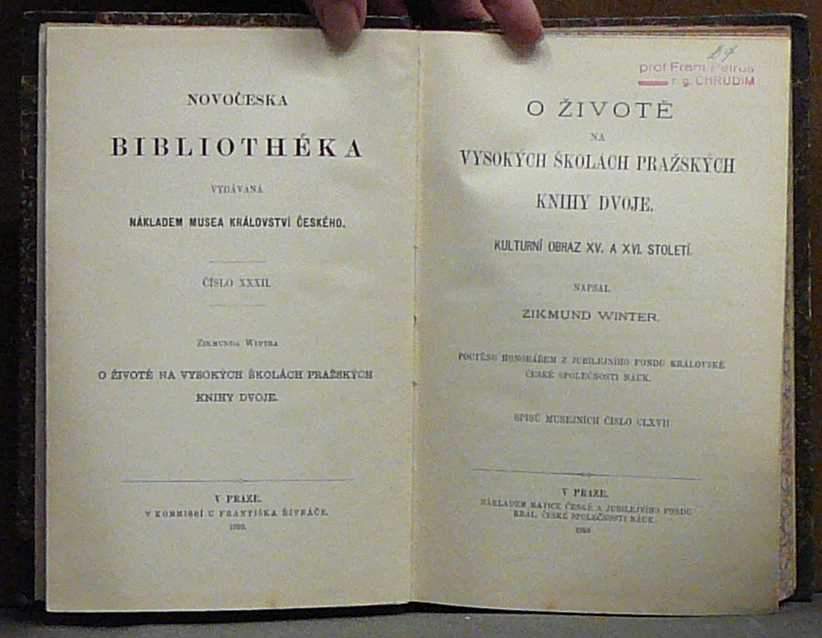 NOVOČESKA
BIBLIOTHÉKA
VYDÁVANÁ
NÁKLADEM MUSEA KRÁLOVSTVÍ ČESKÉHO.
ČÍSLO XXXII.
ZIKMUNDA WINTRA
O ŽIVOTĚ NA VYSOKÝCH ŠKOLÁCH PRAŽSKÝCH
KNIHY DVOJE.
V PRAZE.
V KOMMISSÍ U FRANTIŠKA ŘIVNÁČE.
prof Fran. Petrus
r. g. CHRUDIM
O ŽIVOTĚ
NA
VYSOKÝCH ŠKOLÁCH PRAŽSKÝCH
KNIHY DVOJE.
KULTURNÍ OBRAZ XV. A XVI. STOLETÍ.
NAPSAL
ZIKMUND WINTER.
POCTĚNO HONORÁŘEM Z JUBILEJNÍHO FONDU KRÁLOVSKÉ
ČESKÉ SPOLEČNOSTI NAUK.
SPISŮ MUSEJNÍCH ČÍSLO CLXVII
V PRAZE.
NÁKLADEM MATICE ČESKÉ A JUBILEJNÍHO FONDU
KRÁL. ČESKÉ SPOLEČNOSTI NAUK.